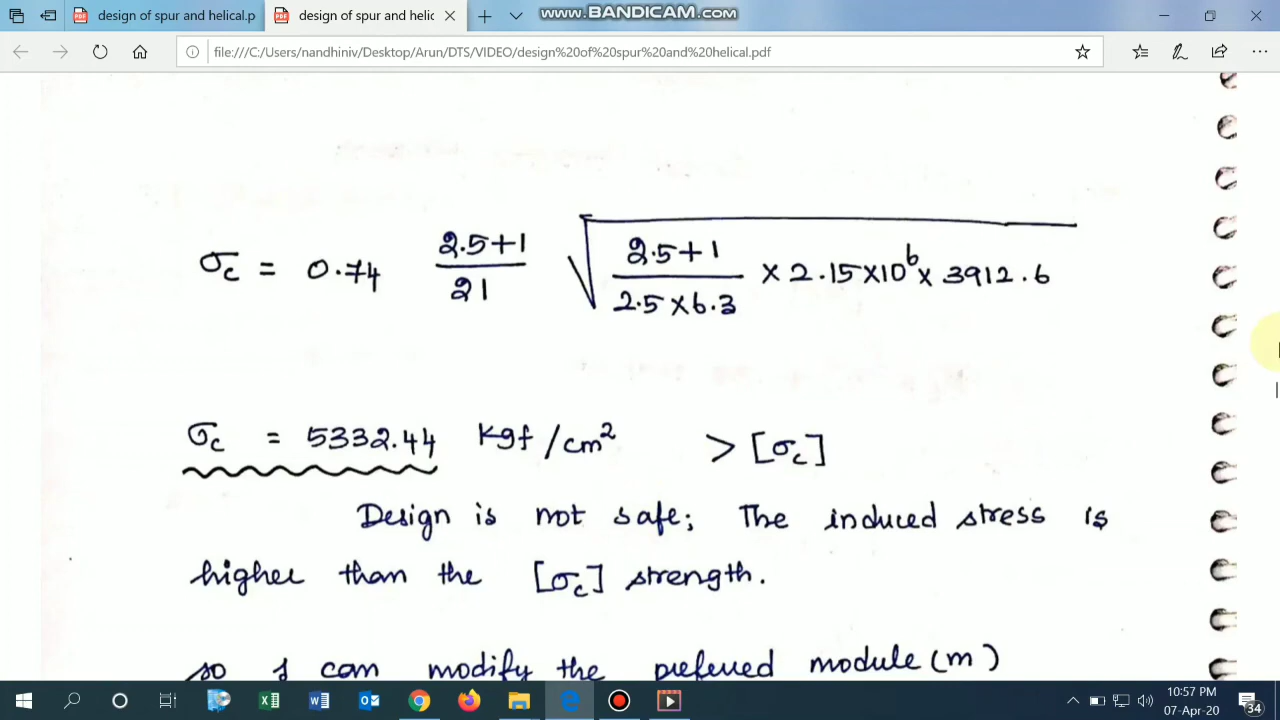 design of spur and helical.p
design of spur and helic
www.BANDICAM.com
file:///C:/Users/nandhiniv/Desktop/Arun/DTS/VIDEO/design%20of%20spur%20and%20helical.pdf
σc = 0.74 (2.5+1)/21 √((2.5+1)/(2.5×6.3) × 2.15×10⁶ × 3912.6)
σc = 5332.44 kgf/cm² > [σc]
Design is not safe; The induced stress is
higher than the [σc] strength.
so I can modify the preferred module (m)
10:57 PM
07-Apr-20
34